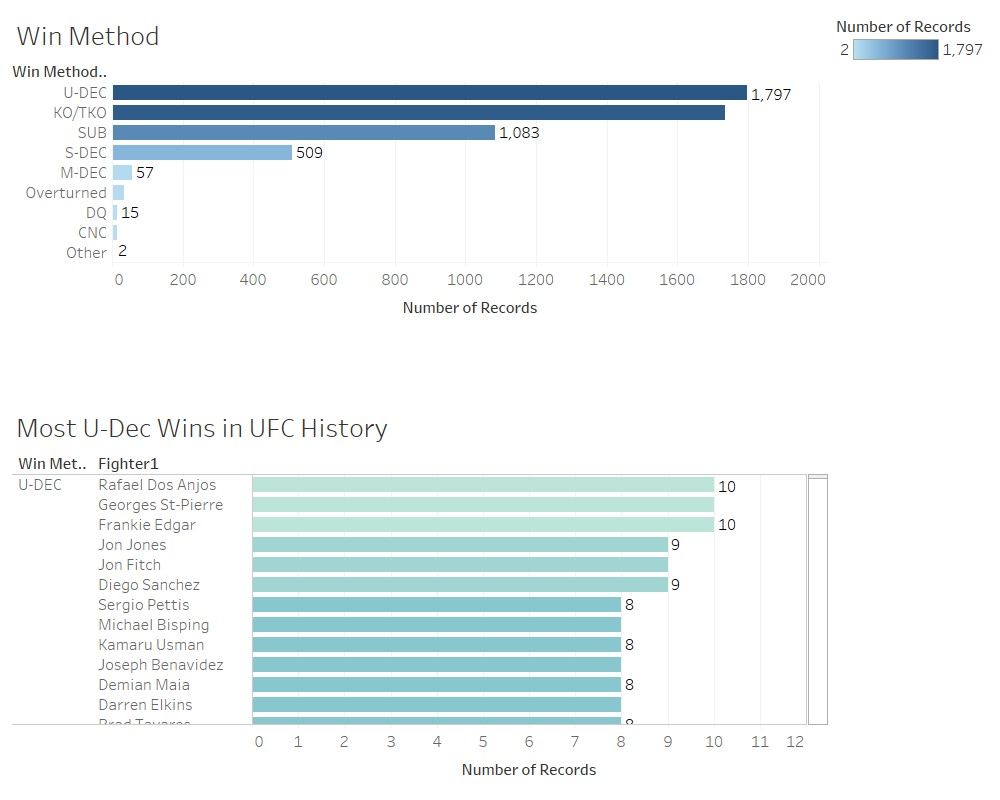 Win Method
Number of Records
2 1,797
Win Method..
U-DEC 1,797
KO/TKO
SUB 1,083
S-DEC 509
M-DEC 57
Overturned
DQ 15
CNC
Other 2
0 200 400 600 800 1000 1200 1400 1600 1800 2000
Number of Records
Most U-Dec Wins in UFC History
Win Met.. Fighter1
U-DEC Rafael Dos Anjos 10
Georges St-Pierre
Frankie Edgar 10
Jon Jones 9
Jon Fitch
Diego Sanchez 9
Sergio Pettis 8
Michael Bisping
Kamaru Usman 8
Joseph Benavidez
Demian Maia 8
Darren Elkins
Brad Tavares 8
0 1 2 3 4 5 6 7 8 9 10 11 12
Number of Records